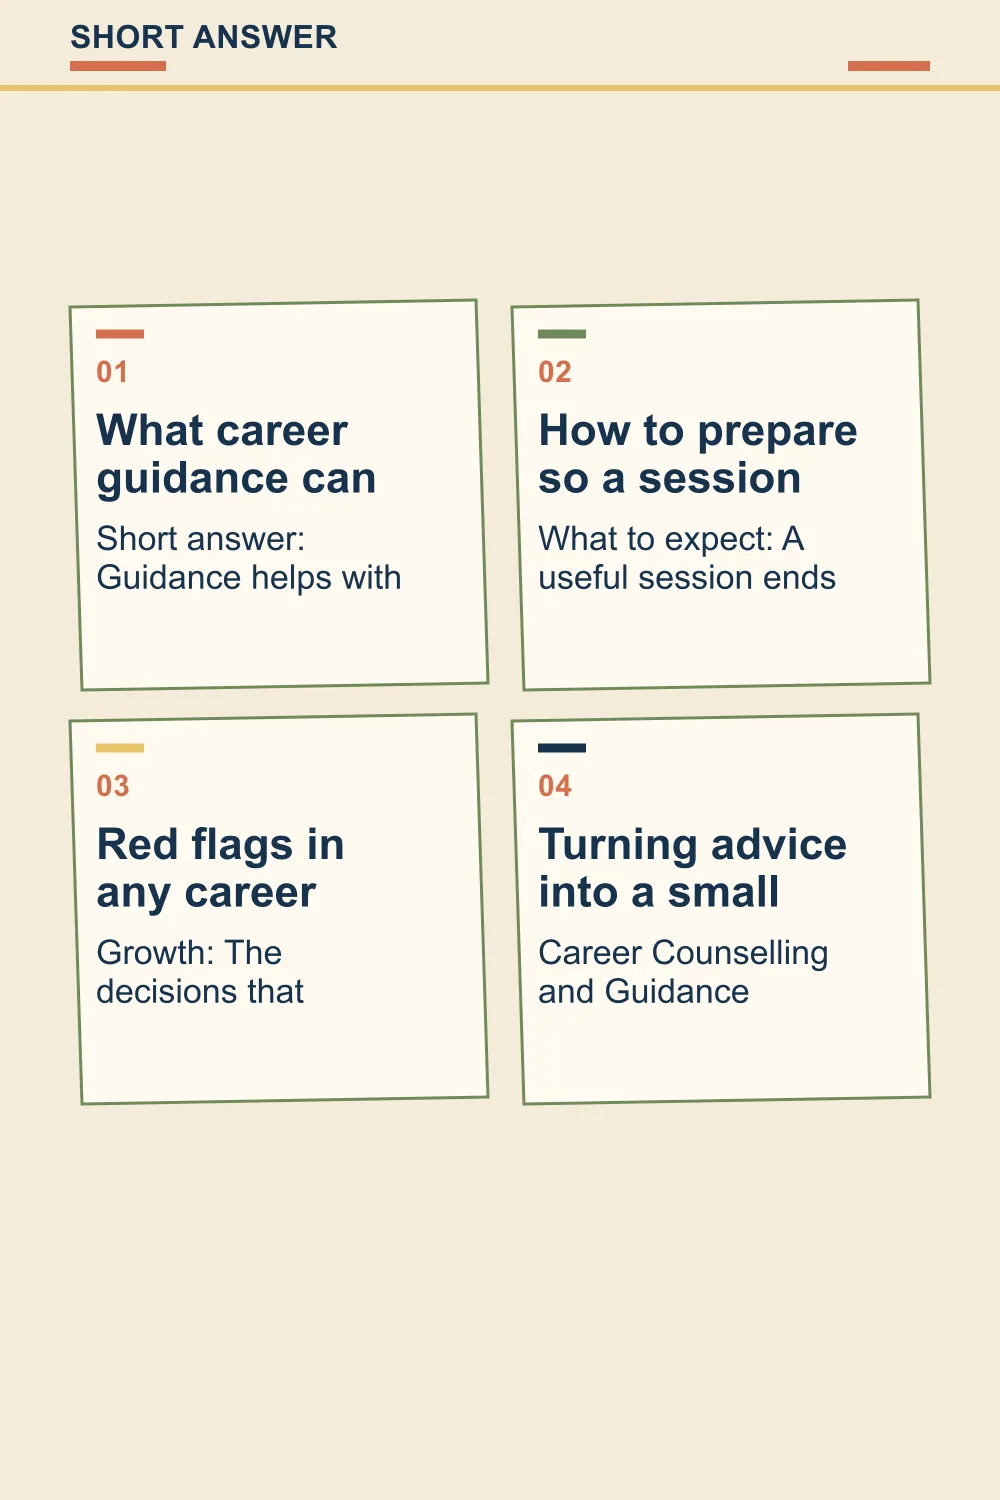 SHORT ANSWER
01
What career
guidance can
Short answer:
Guidance helps with
02
How to prepare
so a session
What to expect: A
useful session ends
03
Red flags in
any career
Growth: The
decisions that
04
Turning advice
into a small
Career Counselling
and Guidance